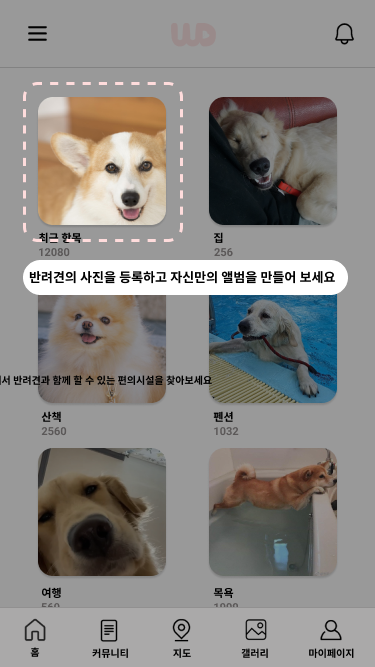 최근 항목
12080
집
256
반려견의 사진을 등록하고 자신만의 앨범을 만들어 보세요
서 반려견과 함께 할 수 있는 편의시설을 찾아보세요
산책
2560
펜션
1032
여행
560
목욕
홈
커뮤니티
지도
갤러리
마이페이지